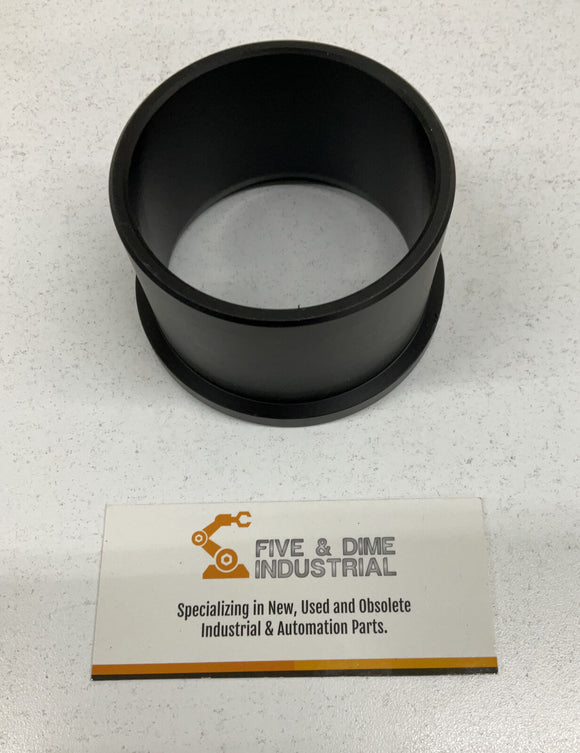 FIVE & DIME
INDUSTRIAL
Specializing in New, Used and Obsolete
Industrial & Automation Parts.